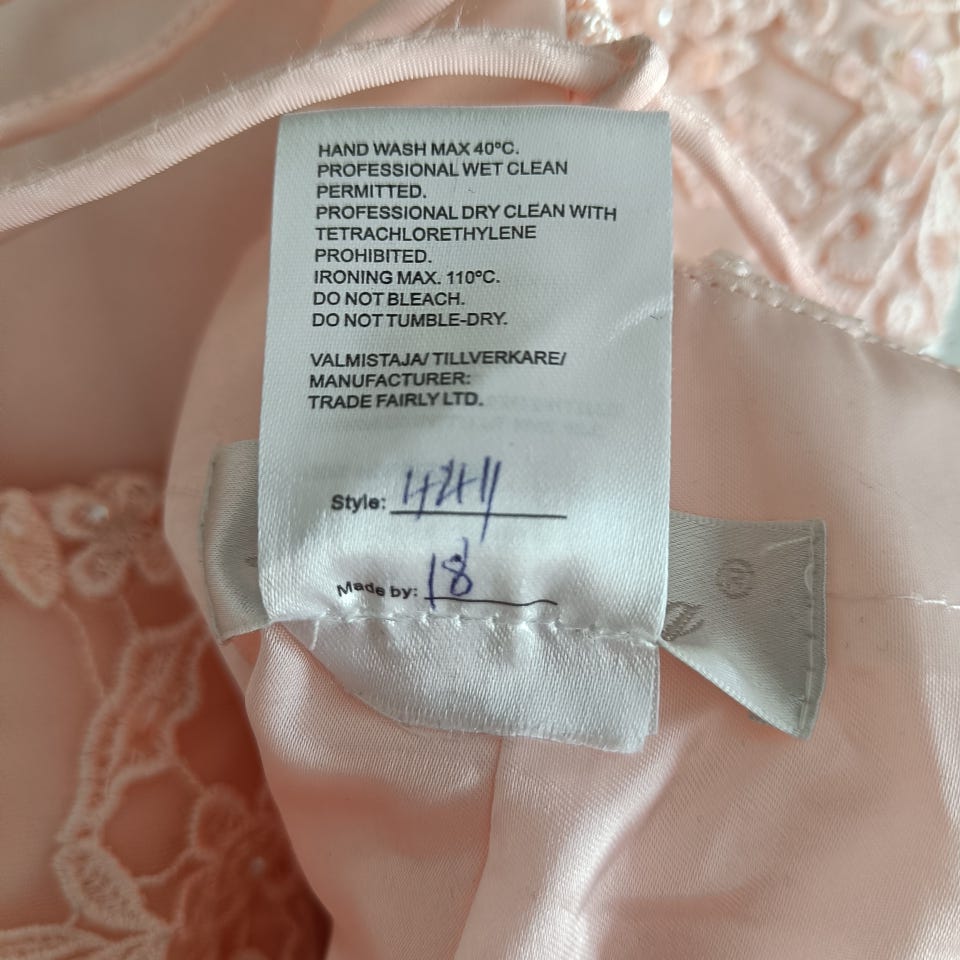 HAND WASH MAX 40°C.
PROFESSIONAL WET CLEAN
PERMITTED.
PROFESSIONAL DRY CLEAN WITH
TETRACHLORETHYLENE
PROHIBITED.
IRONING MAX. 110°C.
DO NOT BLEACH.
DO NOT TUMBLE-DRY.
VALMISTAJA/ TILLVERKARE/
MANUFACTURER:
TRADE FAIRLY LTD.
Style:
Made by: 18